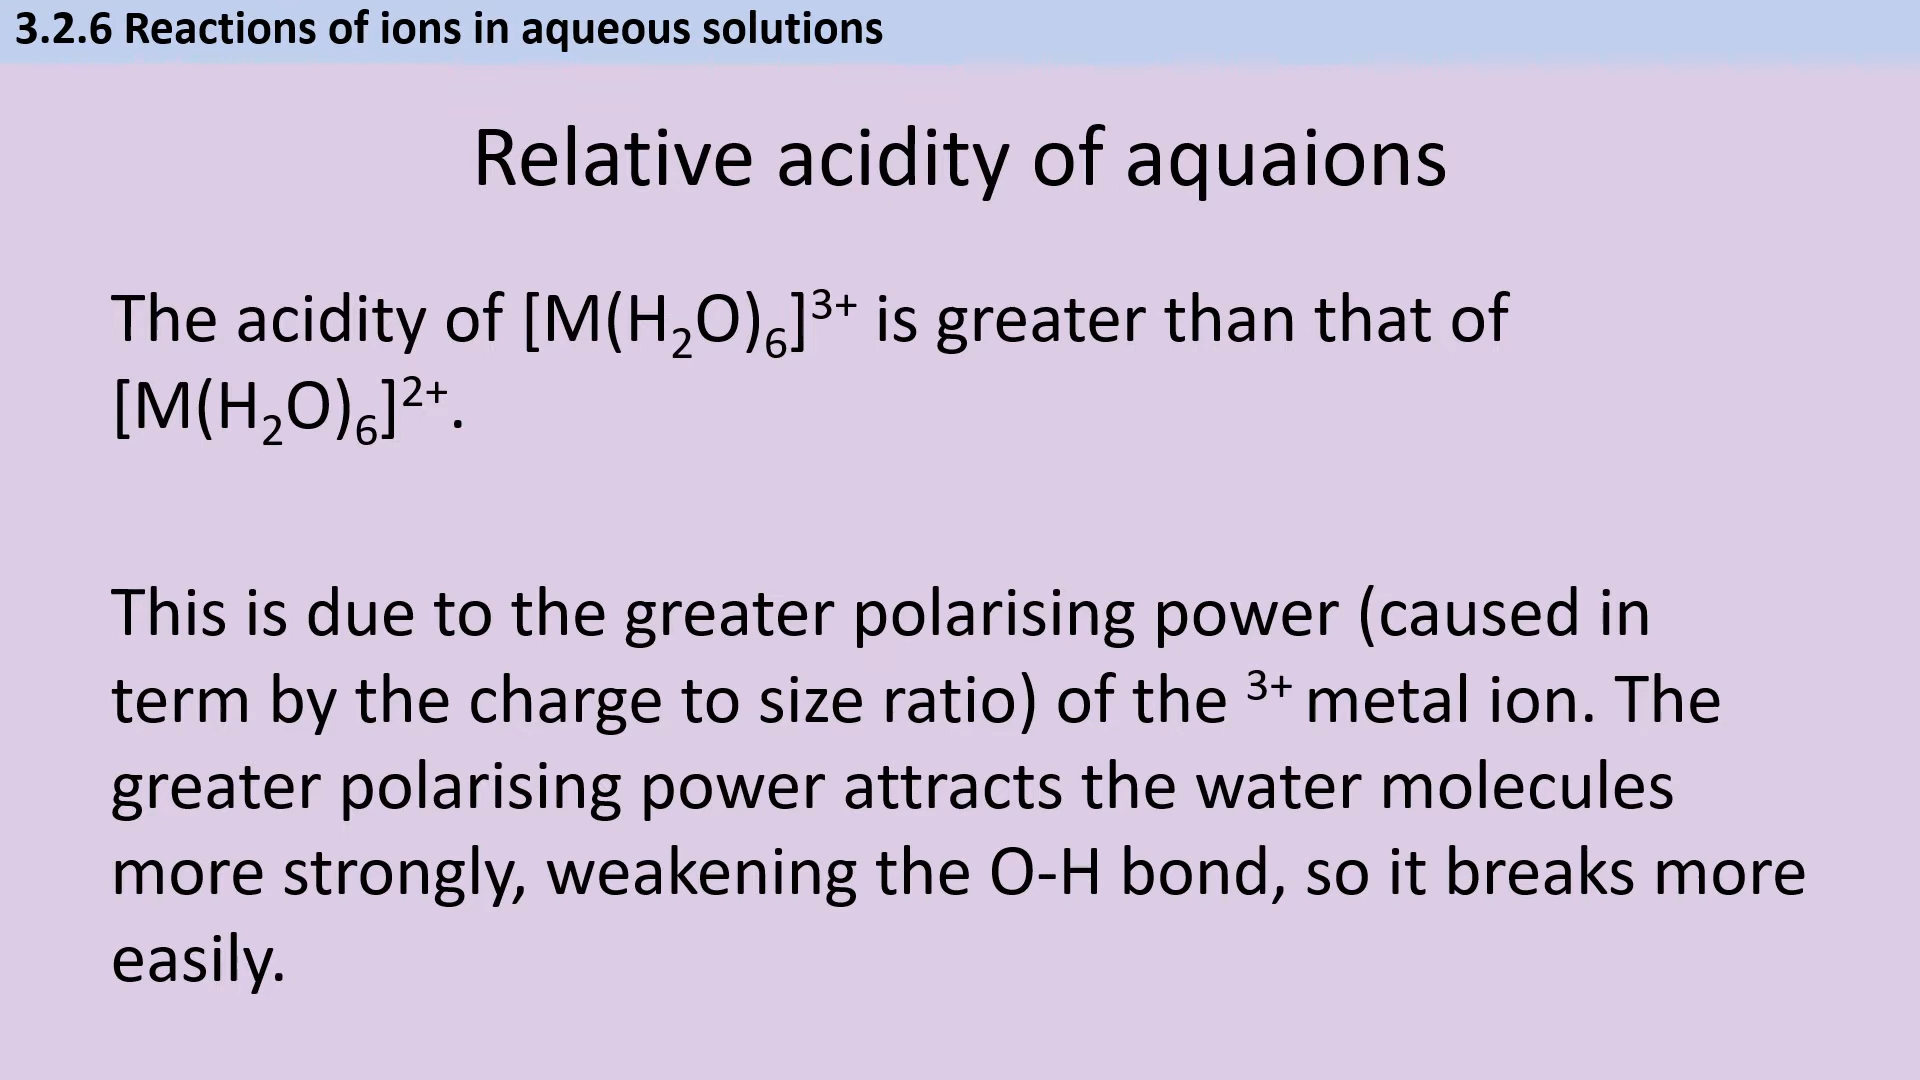 3.2.6 Reactions of ions in aqueous solutions
Relative acidity of aquaions
The acidity of [M(H₂O)₆]³⁺ is greater than that of
[M(H₂O)₆]²⁺.
This is due to the greater polarising power (caused in
term by the charge to size ratio) of the ³⁺ metal ion. The
greater polarising power attracts the water molecules
more strongly, weakening the O-H bond, so it breaks more
easily.